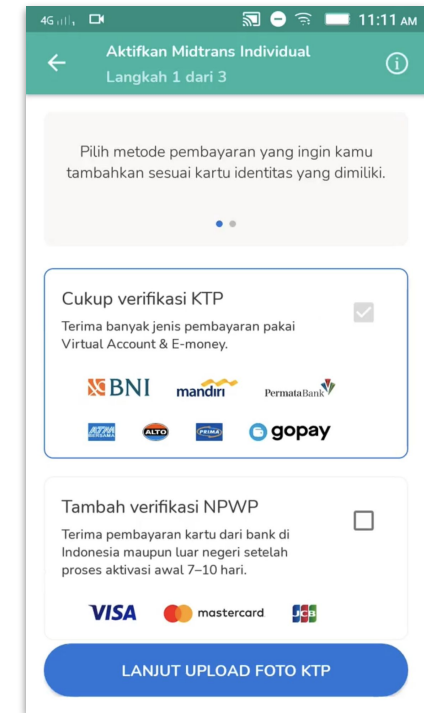 4G 11:11 AM
Aktifkan Midtrans Individual
Langkah 1 dari 3
Pilih metode pembayaran yang ingin kamu
tambahkan sesuai kartu identitas yang dimiliki.
Cukup verifikasi KTP
Terima banyak jenis pembayaran pakai
Virtual Account & E-money.
BNI mandiri PermataBank
ATM BERSAMA ALTO PRIMA gopay
Tambah verifikasi NPWP
Terima pembayaran kartu dari bank di
Indonesia maupun luar negeri setelah
proses aktivasi awal 7–10 hari.
VISA mastercard JCB
LANJUT UPLOAD FOTO KTP